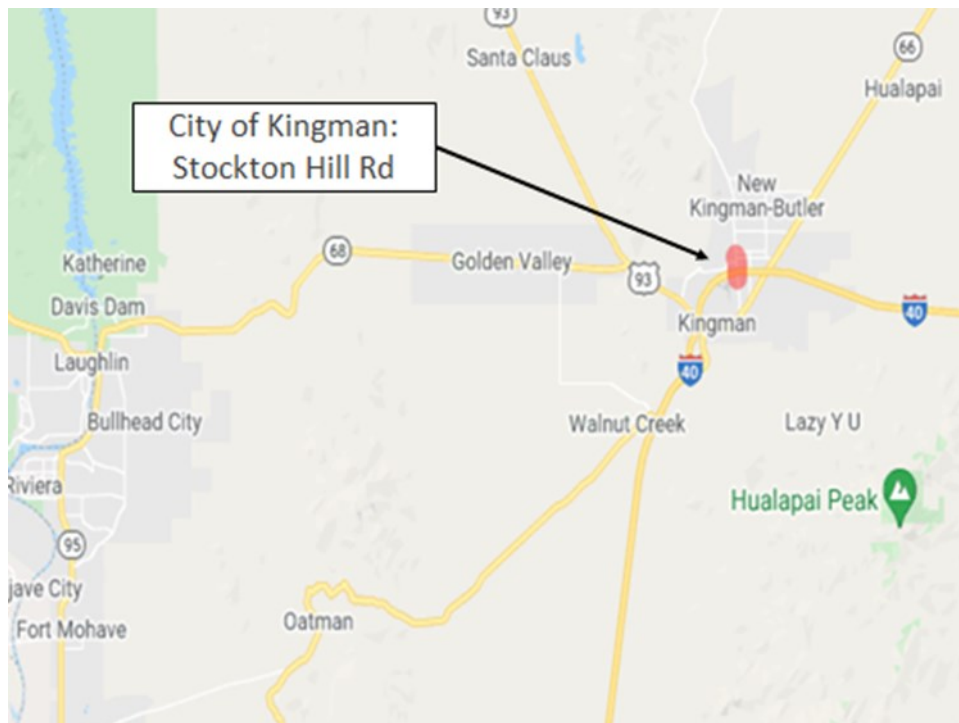 93
Santa Claus
66
Hualapai
City of Kingman:
Stockton Hill Rd
New
Kingman-Butler
68
Golden Valley
93
Katherine
Davis Dam
40
Kingman
Laughlin
40
Bullhead City
Walnut Creek
Lazy Y U
Riviera
Hualapai Peak
95
jave City
Oatman
Fort Mohave